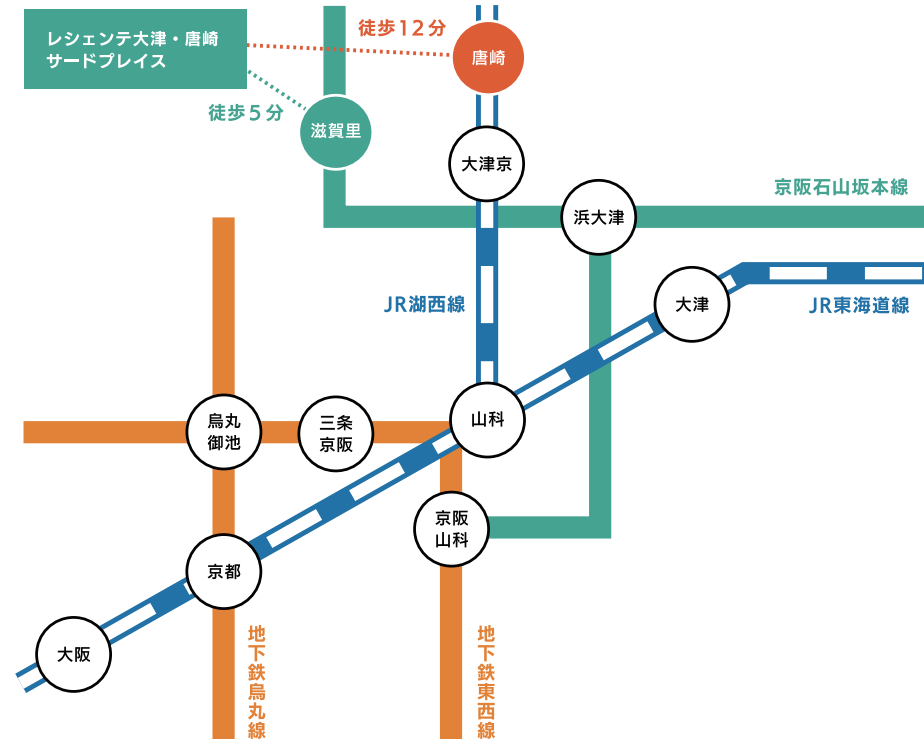 レシェンテ大津・唐崎
サードプレイス
徒歩12分
唐崎
徒歩5分
滋賀里
大津京
京阪石山坂本線
浜大津
JR湖西線
大津
JR東海道線
烏丸
御池
三条
京阪
山科
京阪
山科
京都
大阪
地下鉄烏丸線
地下鉄東西線